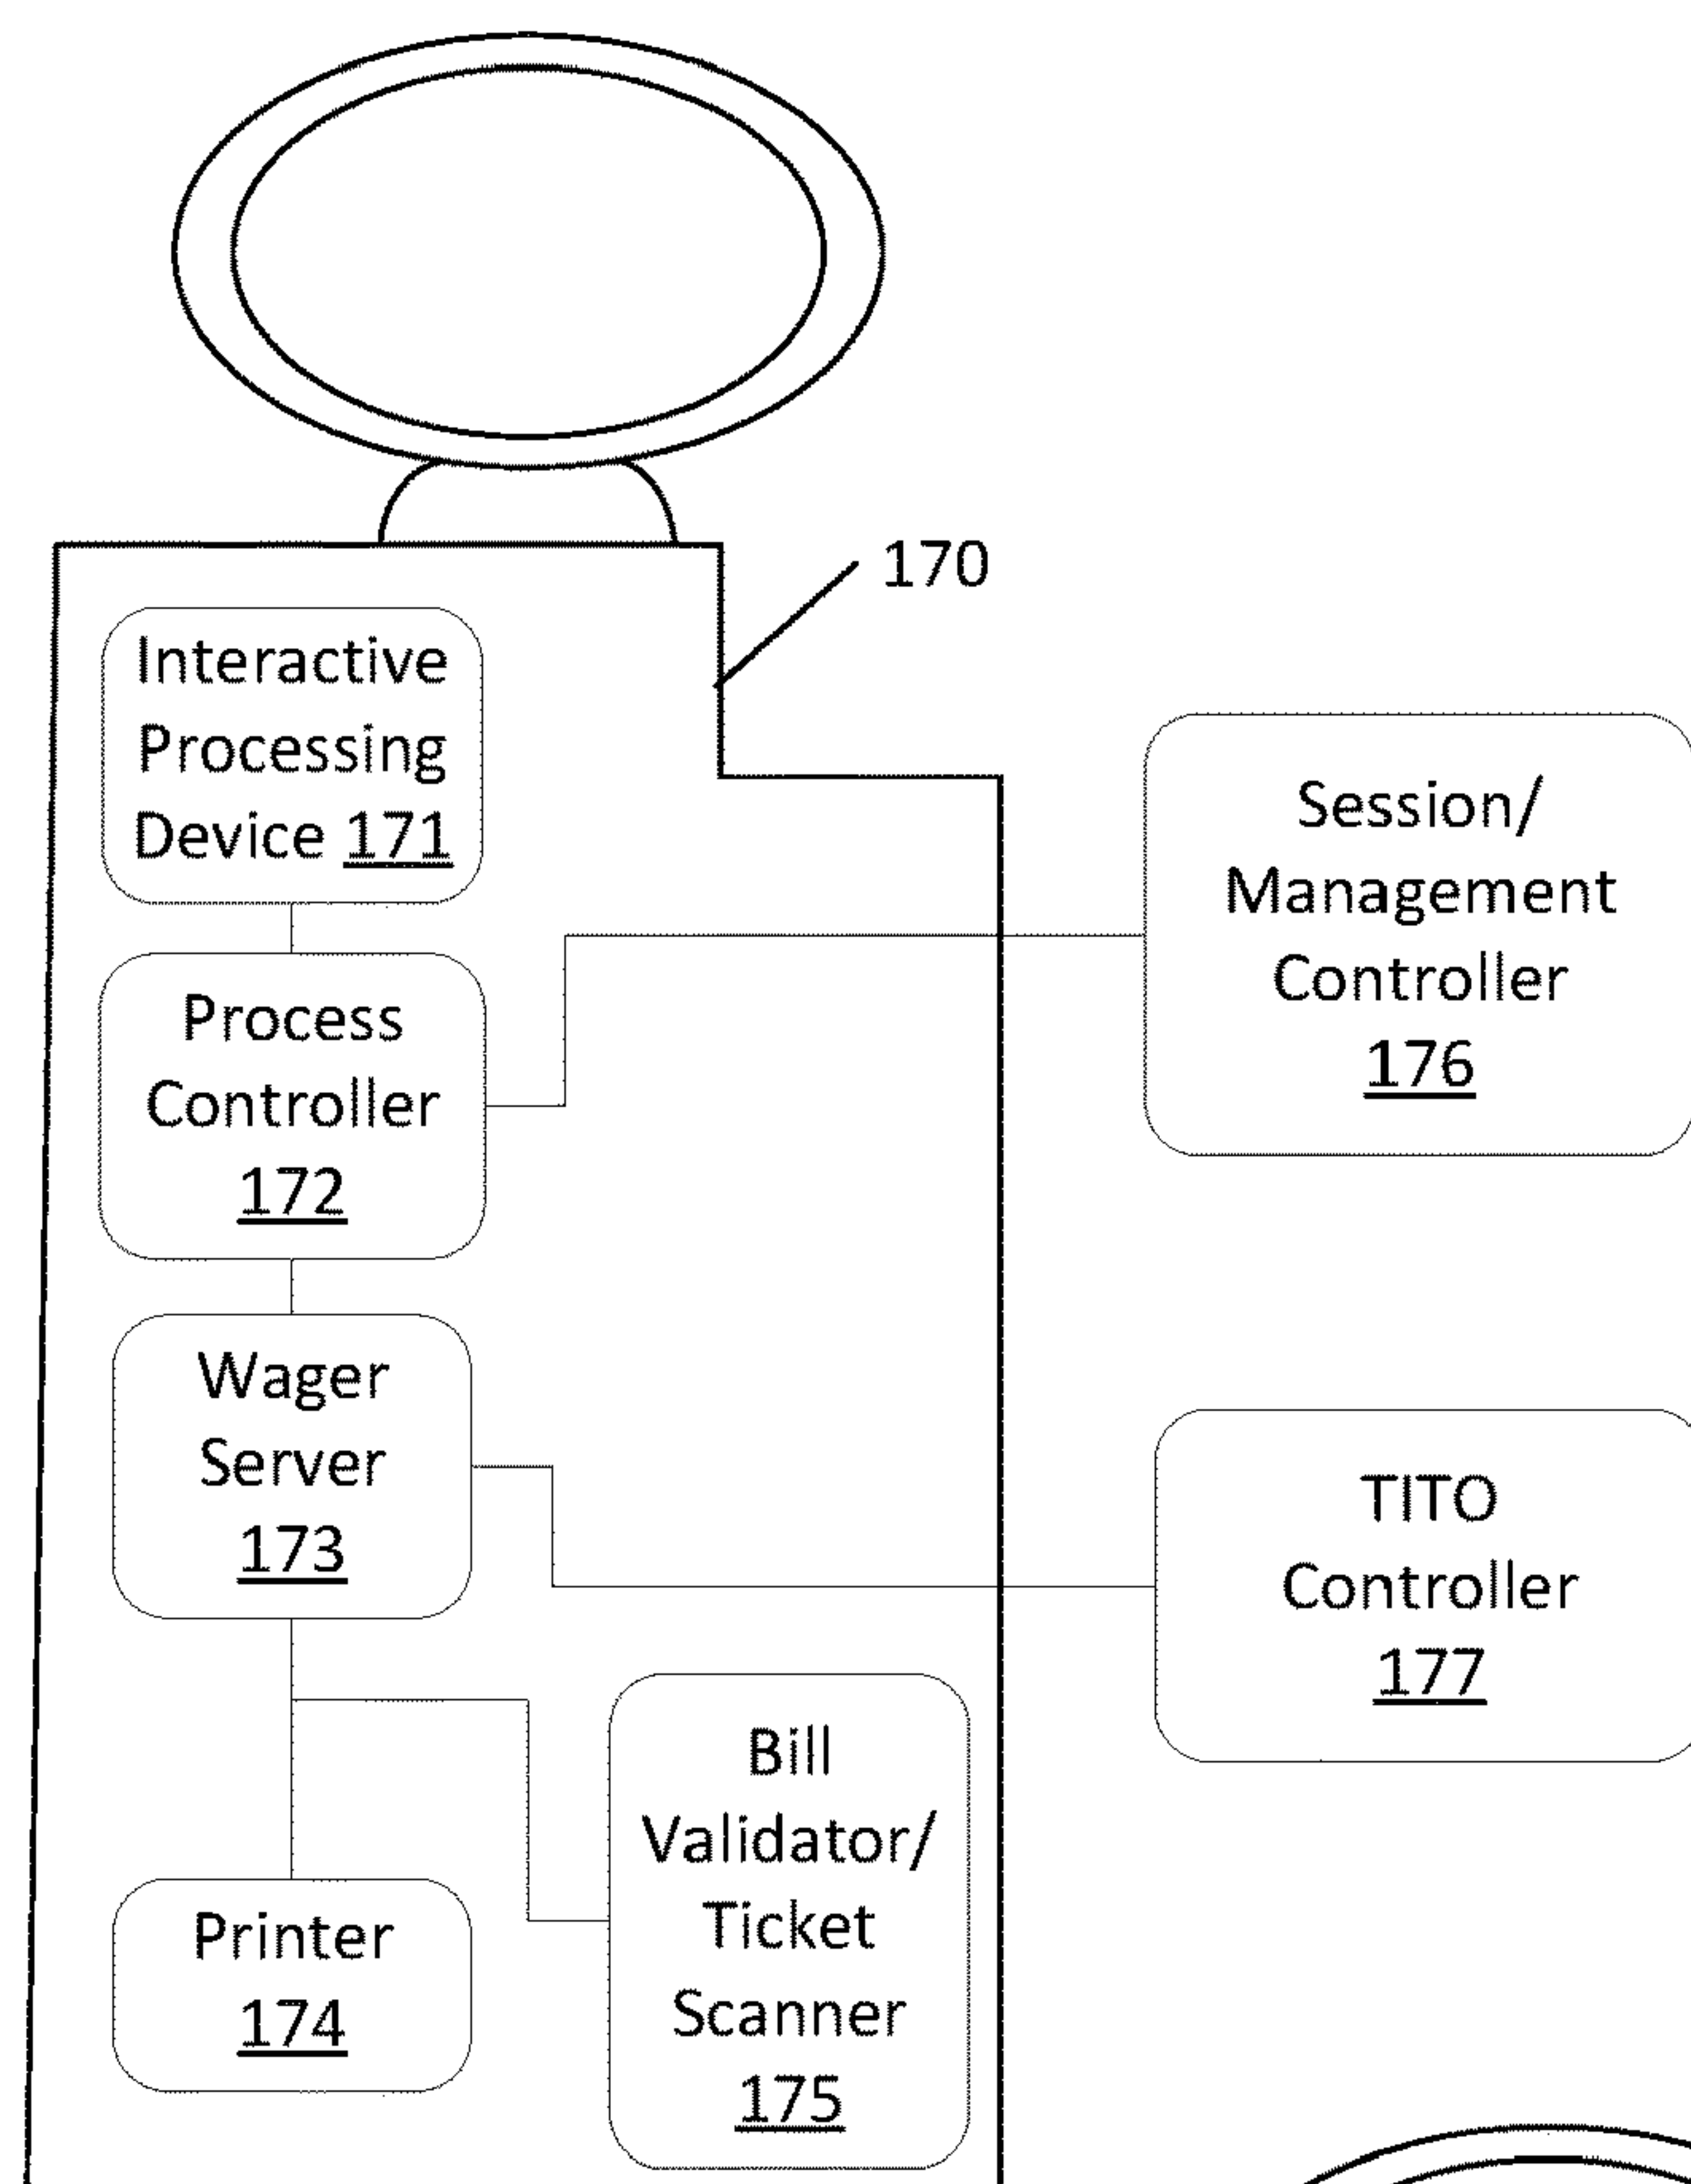 170
Interactive
Processing
Device 171
Session/
Management
Controller
176
Process
Controller
172
Wager
Server
173
TITO
Controller
177
Bill
Validator/
Ticket
Scanner
175
Printer
174